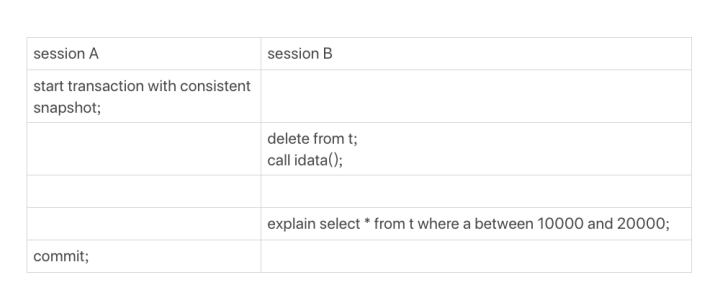 session A
session B
start transaction with consistent
snapshot;
delete from t;
call idata();
explain select * from t where a between 10000 and 20000;
commit;